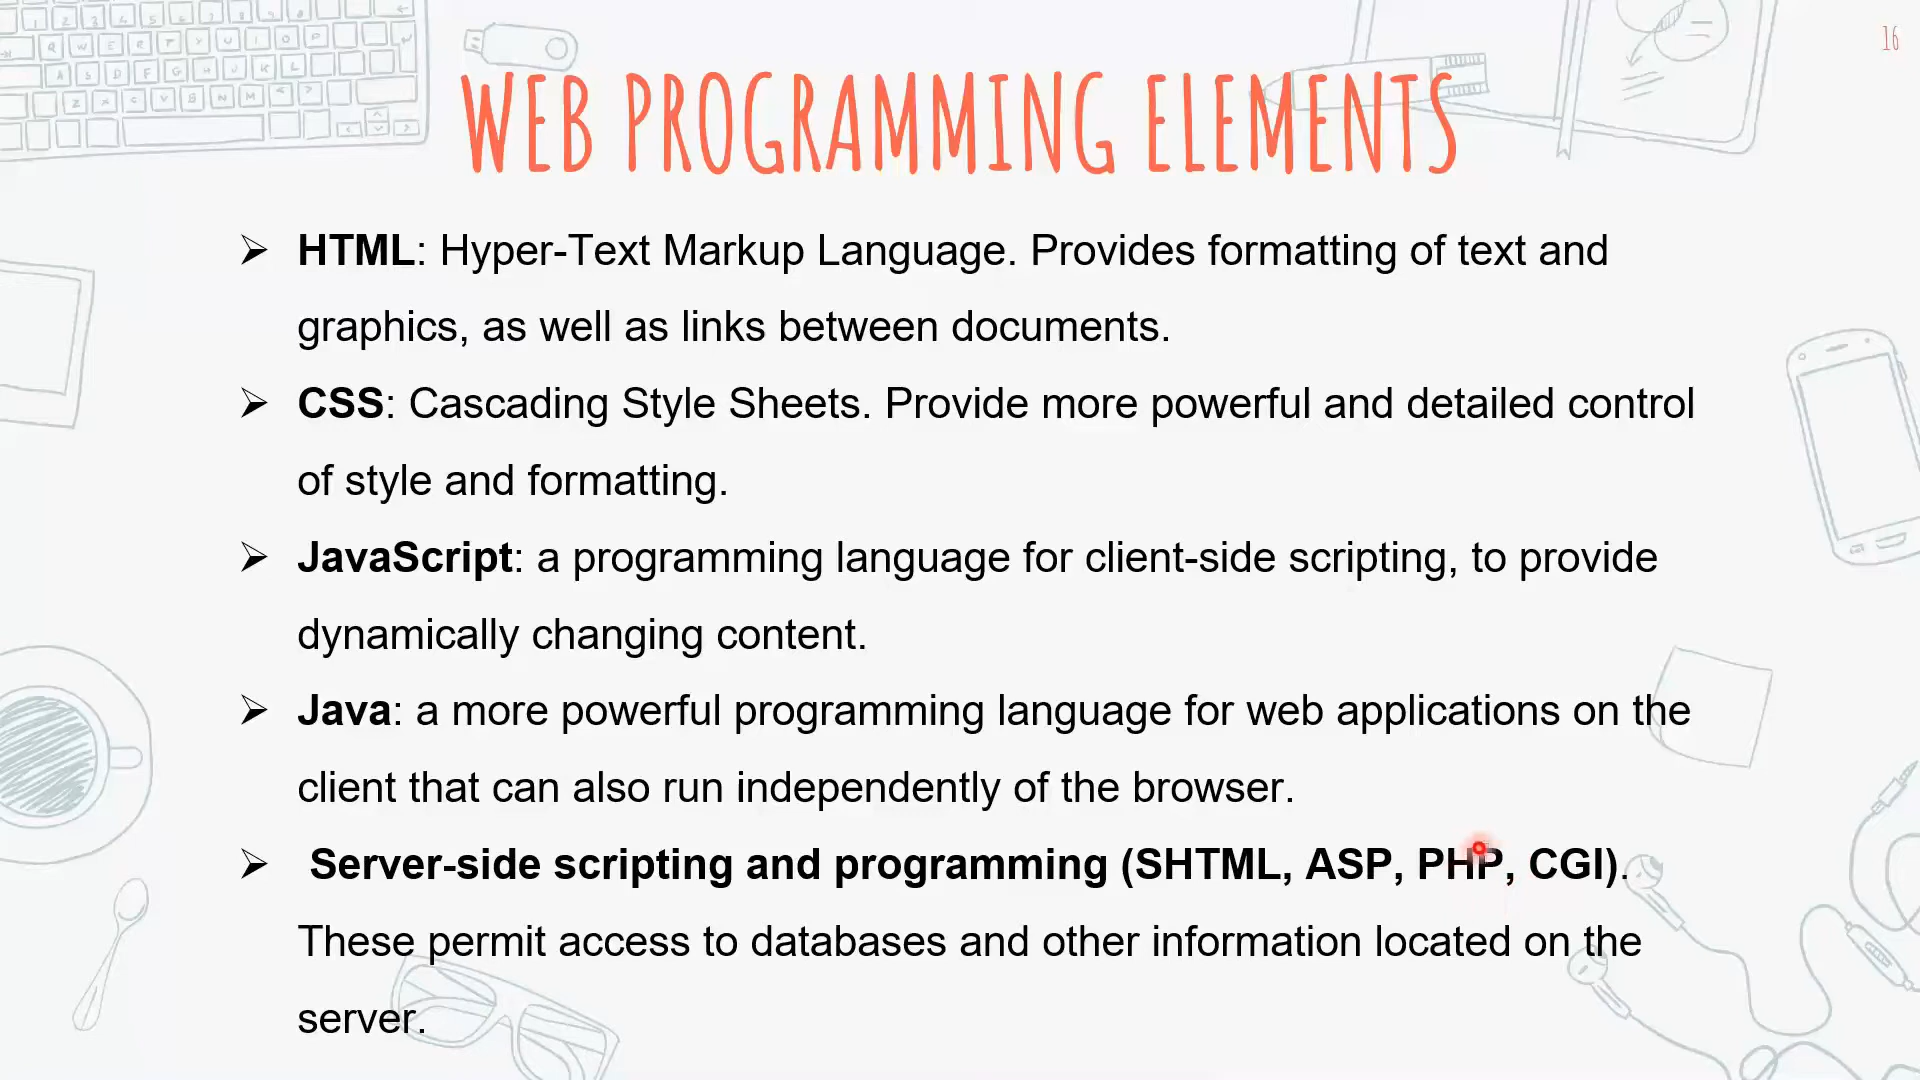 16
WEB PROGRAMMING ELEMENTS
➢ HTML: Hyper-Text Markup Language. Provides formatting of text and
graphics, as well as links between documents.
➢ CSS: Cascading Style Sheets. Provide more powerful and detailed control
of style and formatting.
➢ JavaScript: a programming language for client-side scripting, to provide
dynamically changing content.
➢ Java: a more powerful programming language for web applications on the
client that can also run independently of the browser.
➢ Server-side scripting and programming (SHTML, ASP, PHP, CGI).
These permit access to databases and other information located on the
server.